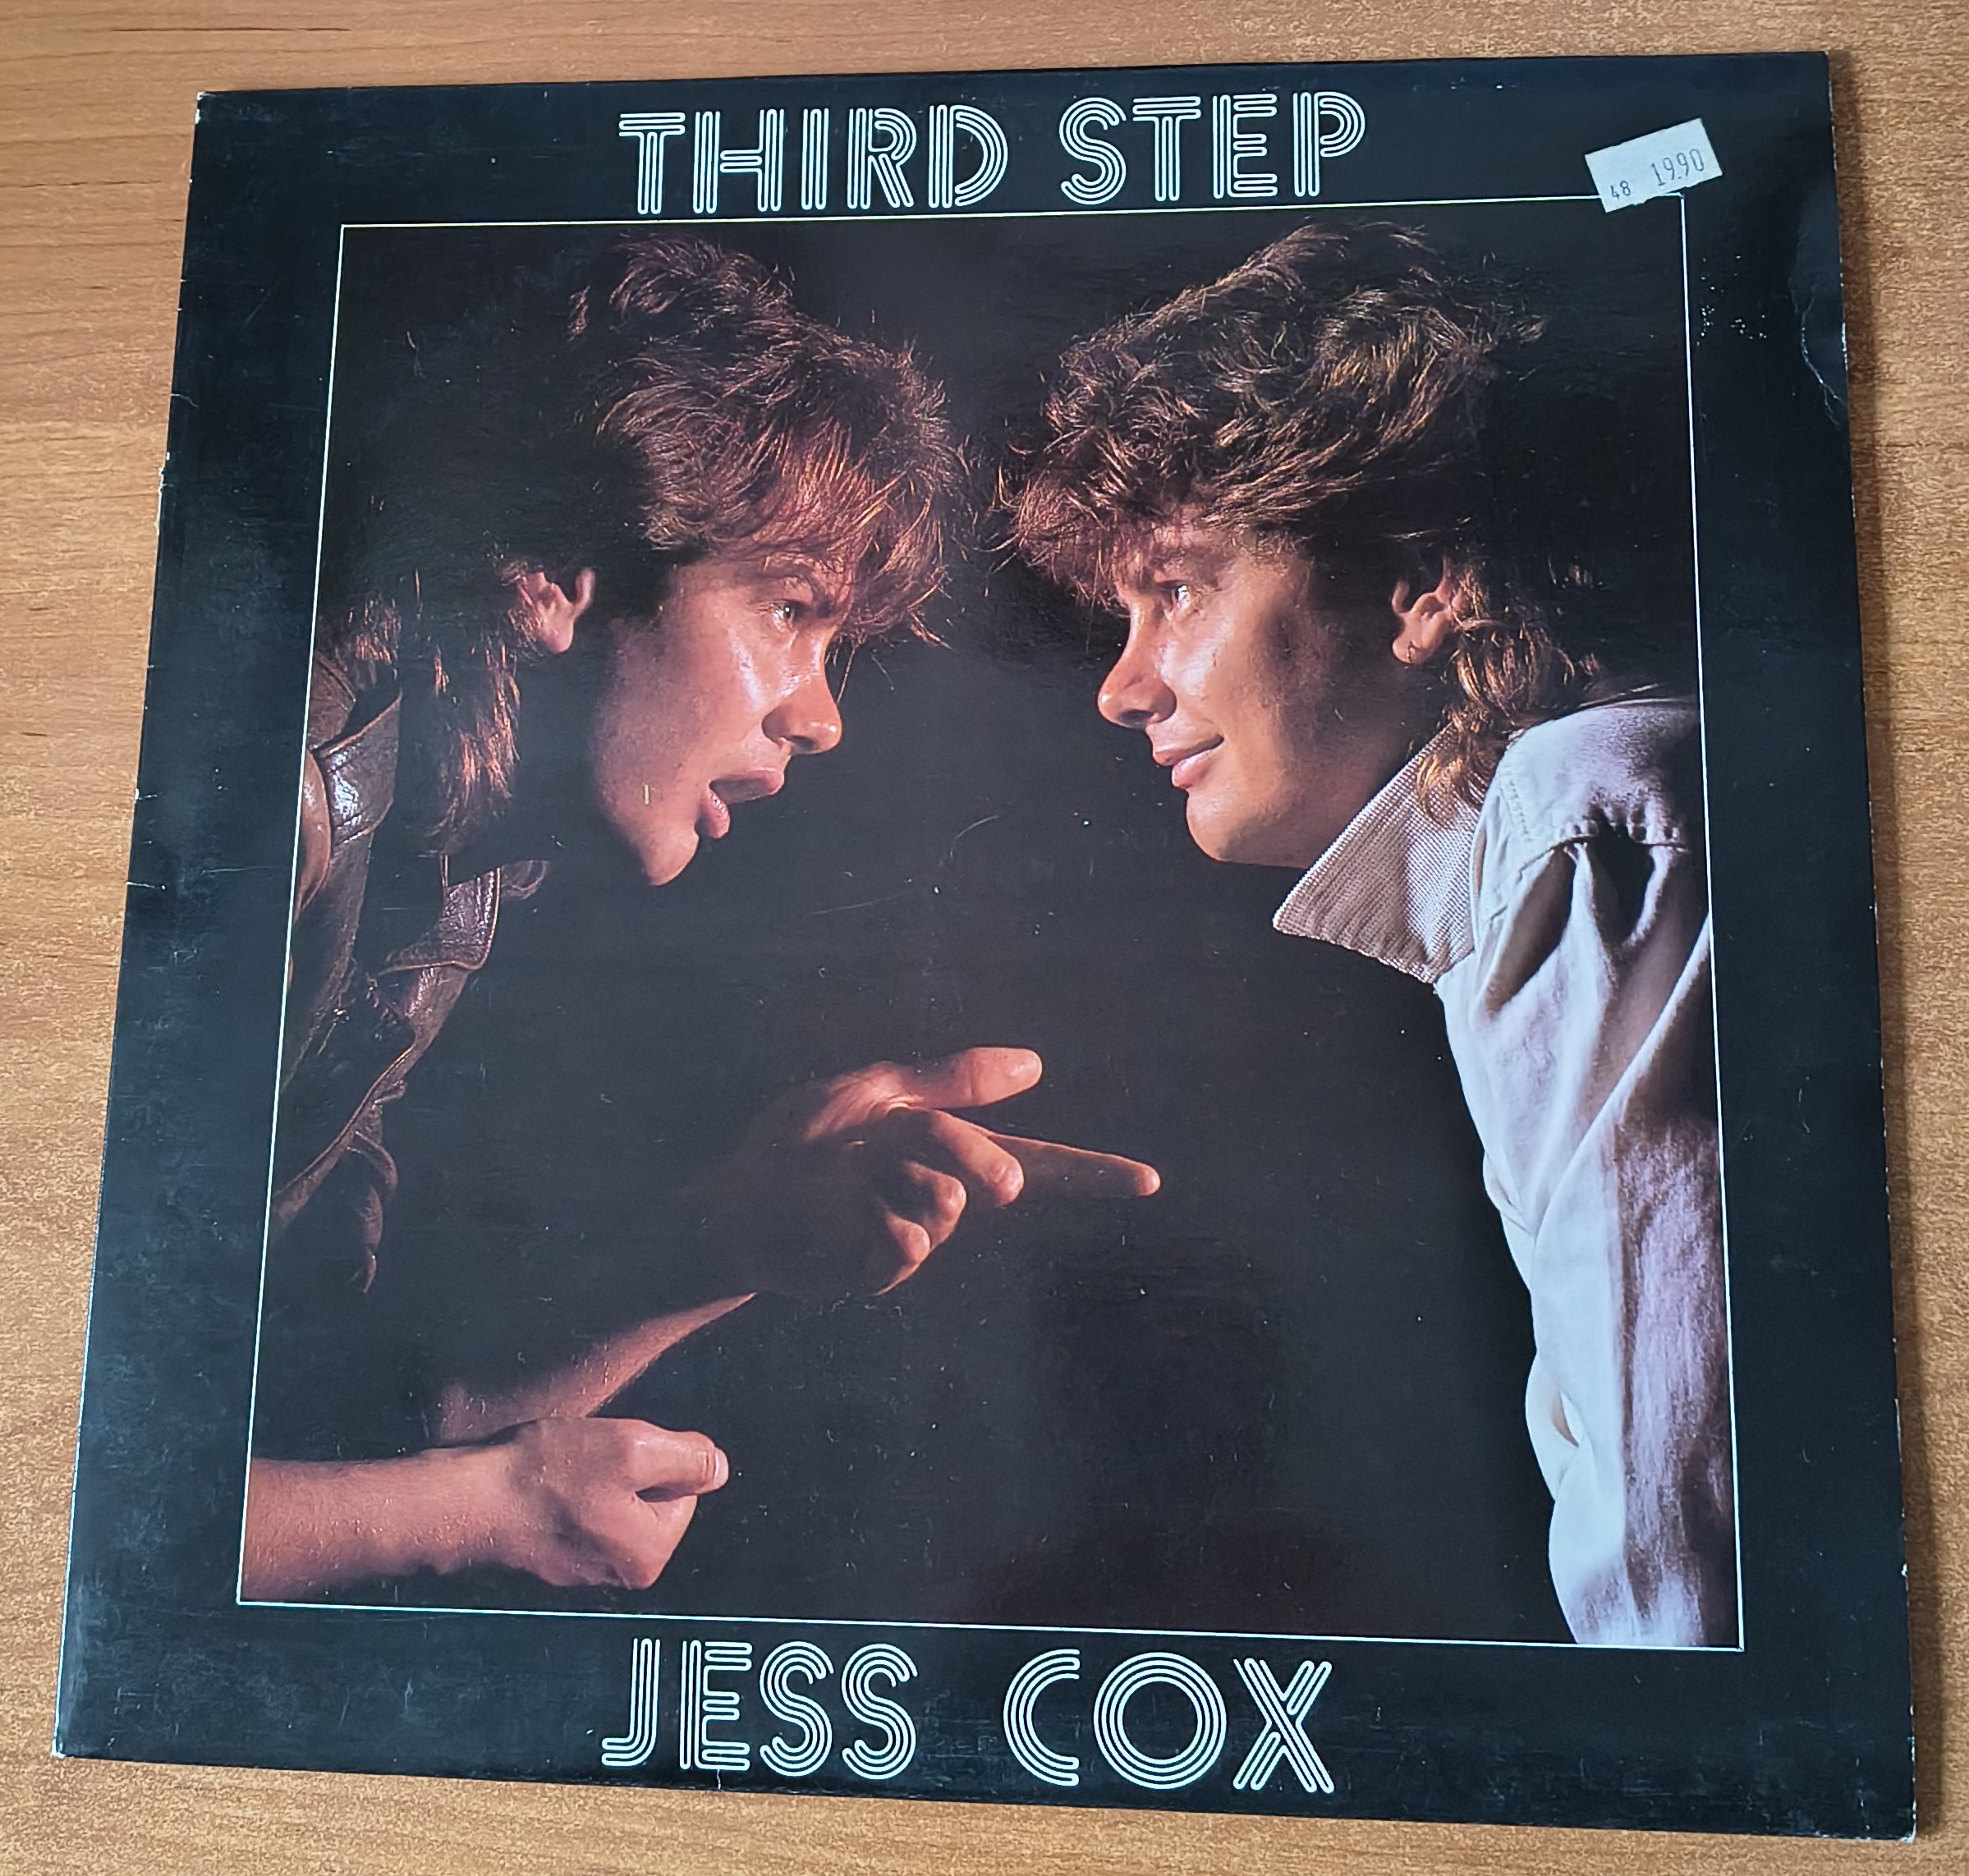 THIRD STEP
48 19.90
JESS COX